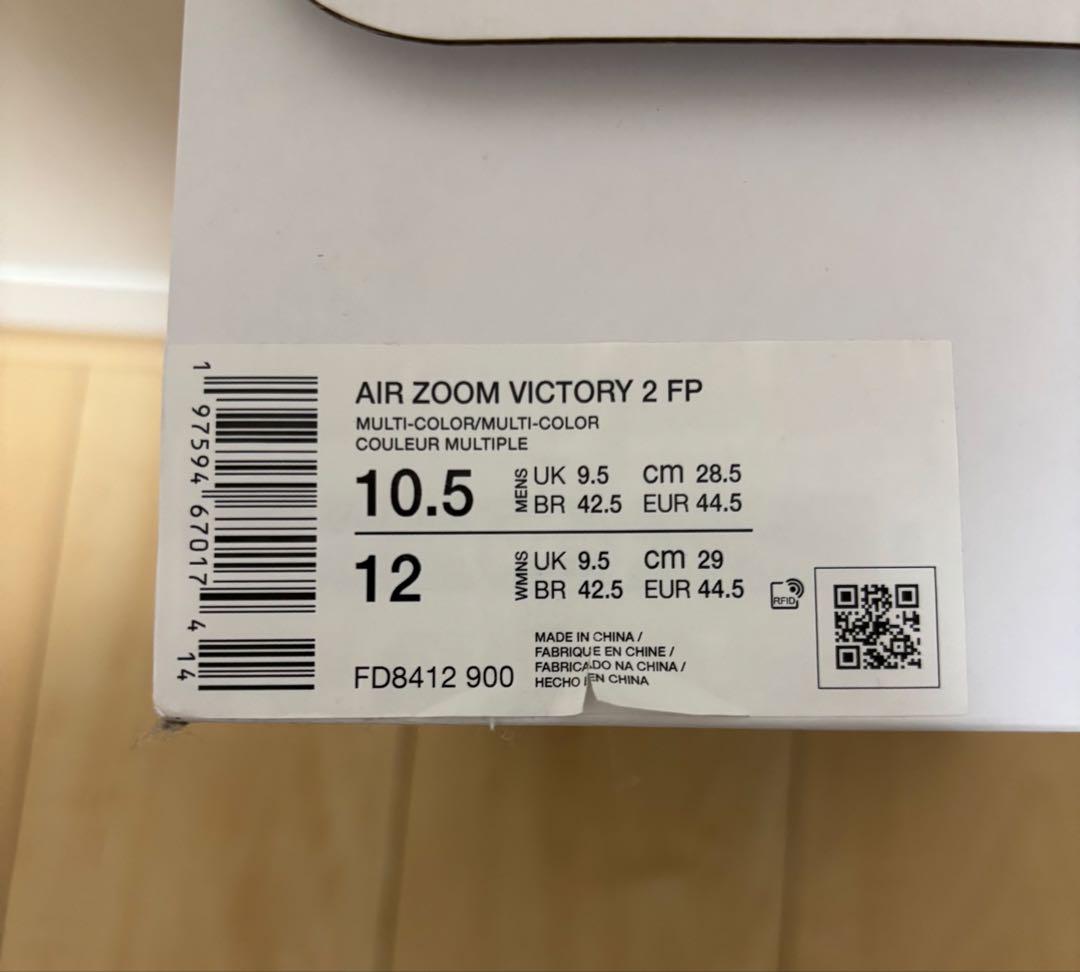 AIR ZOOM VICTORY 2 FP
MULTI-COLOR/MULTI-COLOR
COULEUR MULTIPLE
10.5 MENS UK 9.5 cm 28.5
BR 42.5 EUR 44.5
12 WMNS UK 9.5 cm 29
BR 42.5 EUR 44.5
RFID
MADE IN CHINA /
FABRIQUE EN CHINE /
FABRICADO NA CHINA /
HECHO EN CHINA
FD8412 900
1 97594 67017 4 14